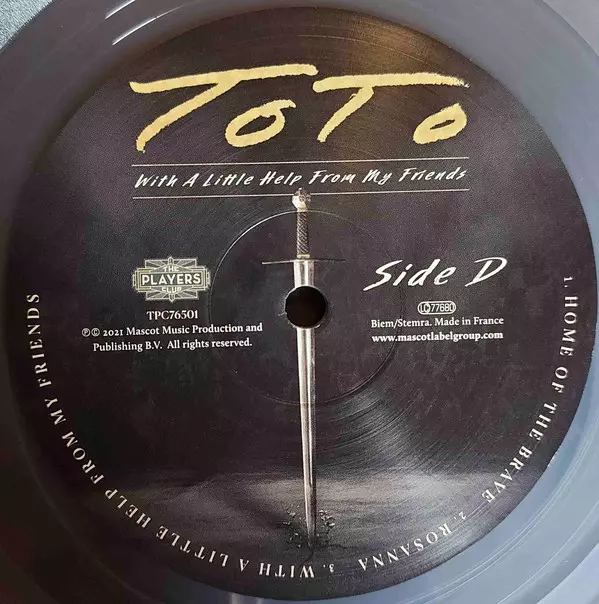 TOTO
With A Little Help From My Friends
THE
PLAYERS
CLUB
TPC76501
℗© 2021 Mascot Music Production and
Publishing B.V. All rights reserved.
Side D
LC77680
Biem/Stemra. Made in France
www.mascotlabelgroup.com
1. HOME OF THE BRAVE 2. ROSANNA 3. WITH A LITTLE HELP FROM MY FRIENDS